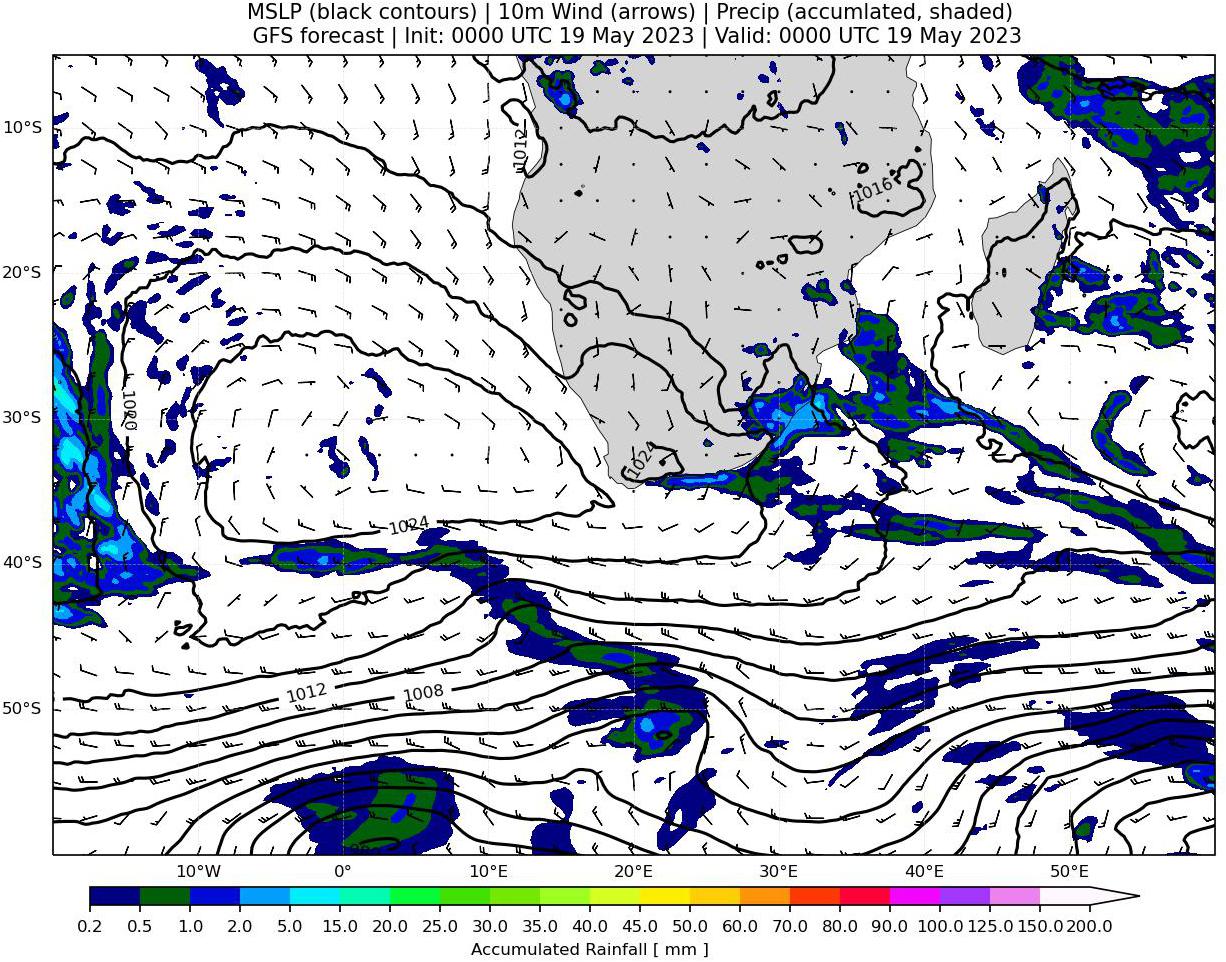 MSLP (black contours) | 10m Wind (arrows) | Precip (accumlated, shaded)
GFS forecast | Init: 0000 UTC 19 May 2023 | Valid: 0000 UTC 19 May 2023
1012
10°S
1016
20°S
1020
30°S
1024
1024
40°S
1012
1008
50°S
10°W 0° 10°E 20°E 30°E 40°E 50°E
0.2 0.5 1.0 2.0 5.0 10.0 15.0 20.0 25.0 30.0 35.0 40.0 45.0 50.0 60.0 70.0 80.0 90.0 100.0 125.0 150.0 200.0
Accumulated Rainfall [ mm ]